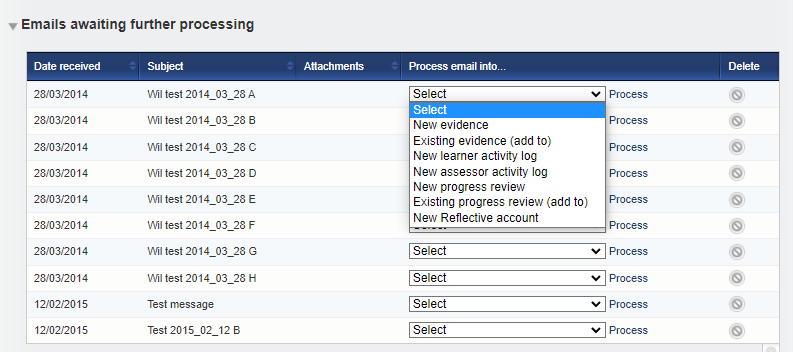 Emails awaiting further processing
Date received Subject Attachments Process email into... Delete
28/03/2014 Wil test 2014_03_28 A Select Process
Select
28/03/2014 Wil test 2014_03_28 B New evidence
Existing evidence (add to)
28/03/2014 Wil test 2014_03_28 C New learner activity log
28/03/2014 Wil test 2014_03_28 D New assessor activity log
New progress review
28/03/2014 Wil test 2014_03_28 E Existing progress review (add to)
28/03/2014 Wil test 2014_03_28 F New Reflective account
28/03/2014 Wil test 2014_03_28 G Select Process
28/03/2014 Wil test 2014_03_28 H Select Process
12/02/2015 Test message Select Process
12/02/2015 Test 2015_02_12 B Select Process